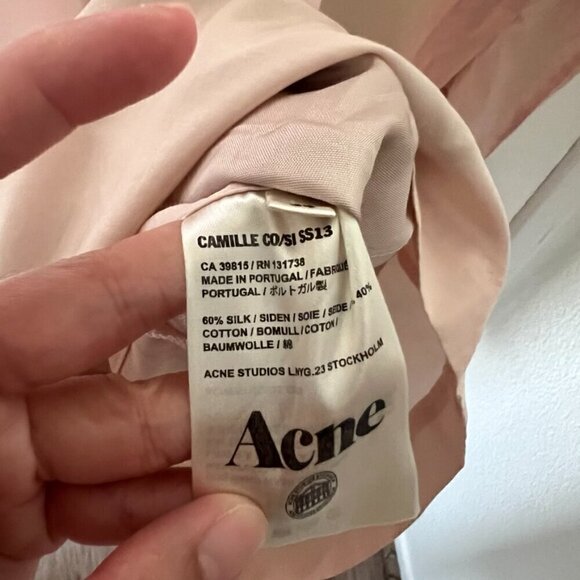 CAMILLE CO/SI SS13
CA 39815 / RN 131738
MADE IN PORTUGAL / FABRIQUÉ
PORTUGAL / ポルトガル製
60% SILK / SIDEN / SOIE / SEIDE / 40%
COTTON / BOMULL / COTON /
BAUMWOLLE / 綿
ACNE STUDIOS L.NYG.23 STOCKHOLM
Acne